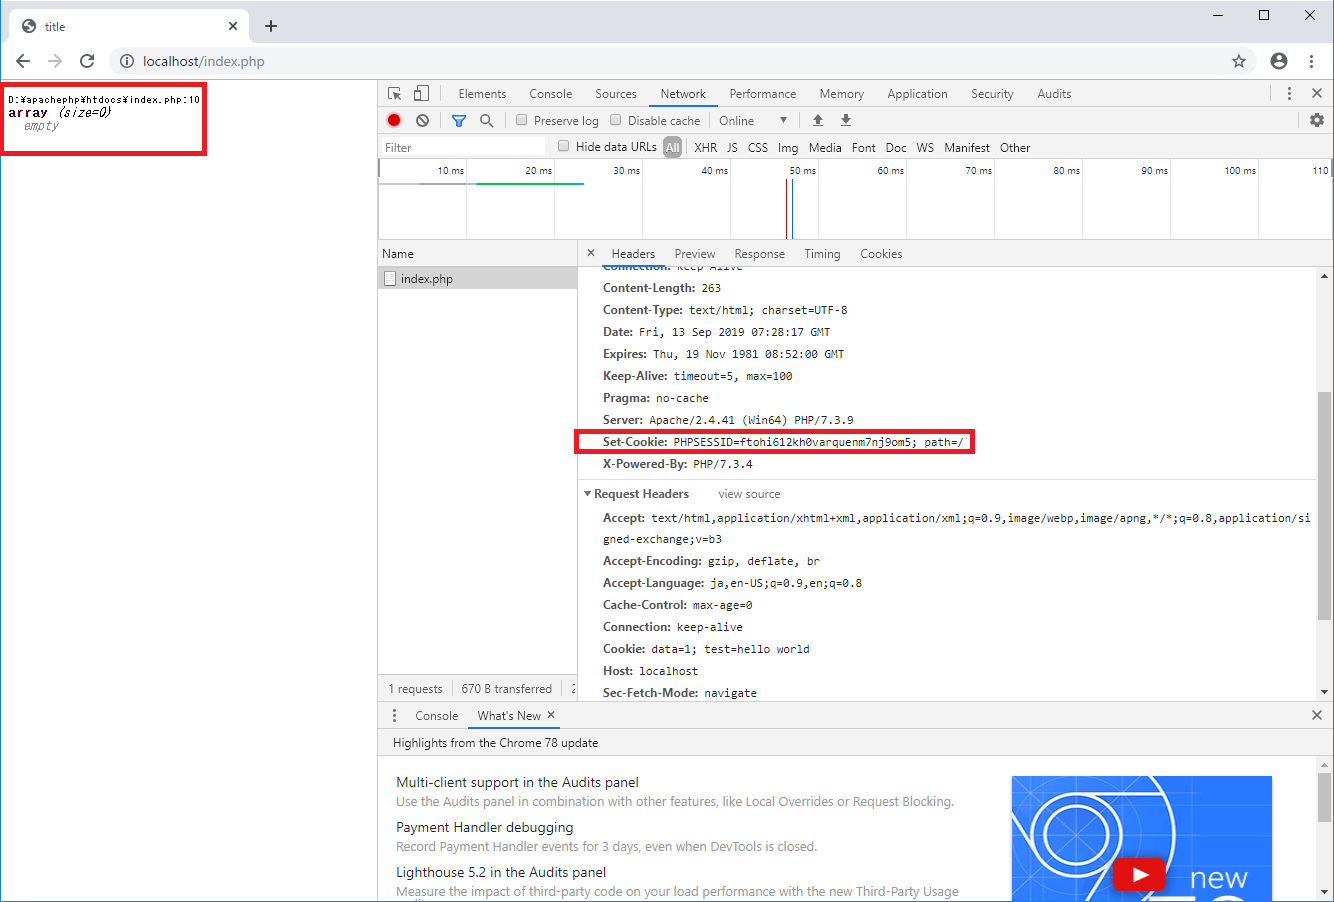 title
localhost/index.php
D:¥apachephp¥htdocs¥index.php:10
array (size=0)
empty
Elements Console Sources Network Performance Memory Application Security Audits
Preserve log Disable cache Online
Filter Hide data URLs All XHR JS CSS Img Media Font Doc WS Manifest Other
10 ms 20 ms 30 ms 40 ms 50 ms 60 ms 70 ms 80 ms 90 ms 100 ms 110
Name
index.php
1 requests 670 B transferred 2
Headers Preview Response Timing Cookies
Connection: Keep-Alive
Content-Length: 263
Content-Type: text/html; charset=UTF-8
Date: Fri, 13 Sep 2019 07:28:17 GMT
Expires: Thu, 19 Nov 1981 08:52:00 GMT
Keep-Alive: timeout=5, max=100
Pragma: no-cache
Server: Apache/2.4.41 (Win64) PHP/7.3.9
Set-Cookie: PHPSESSID=ftohi612kh0varquenm7nj9om5; path=/
X-Powered-By: PHP/7.3.4
Request Headers view source
Accept: text/html,application/xhtml+xml,application/xml;q=0.9,image/webp,image/apng,*/*;q=0.8,application/si
gned-exchange;v=b3
Accept-Encoding: gzip, deflate, br
Accept-Language: ja,en-US;q=0.9,en;q=0.8
Cache-Control: max-age=0
Connection: keep-alive
Cookie: data=1; test=hello world
Host: localhost
Sec-Fetch-Mode: navigate
Console What's New
Highlights from the Chrome 78 update
Multi-client support in the Audits panel
Use the Audits panel in combination with other features, like Local Overrides or Request Blocking.
Payment Handler debugging
Record Payment Handler events for 3 days, even when DevTools is closed.
Lighthouse 5.2 in the Audits panel
Measure the impact of third-party code on your load performance with the new Third-Party Usage
new